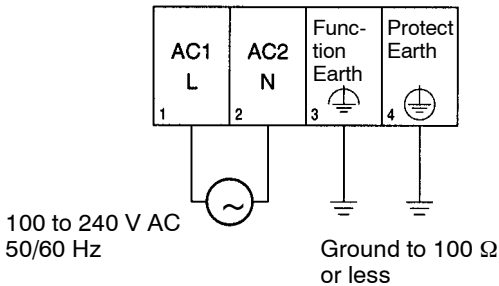 AC1
L
1
AC2
N
2
Func-
tion
Earth
3
Protect
Earth
4
100 to 240 V AC
50/60 Hz
Ground to 100 Ω
or less